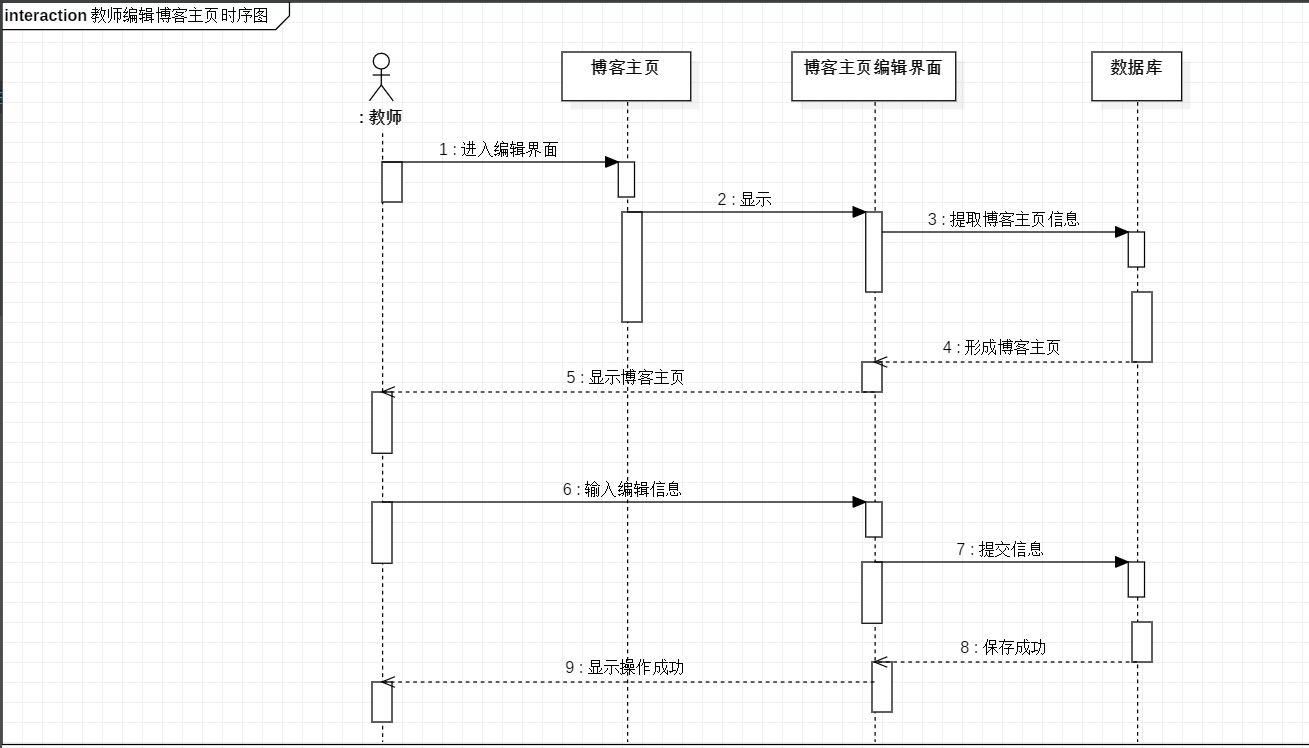 interaction 教师编辑博客主页时序图
博客主页
博客主页编辑界面
数据库
: 教师
1 : 进入编辑界面
2 : 显示
3 : 提取博客主页信息
4 : 形成博客主页
5 : 显示博客主页
6 : 输入编辑信息
7 : 提交信息
8 : 保存成功
9 : 显示操作成功